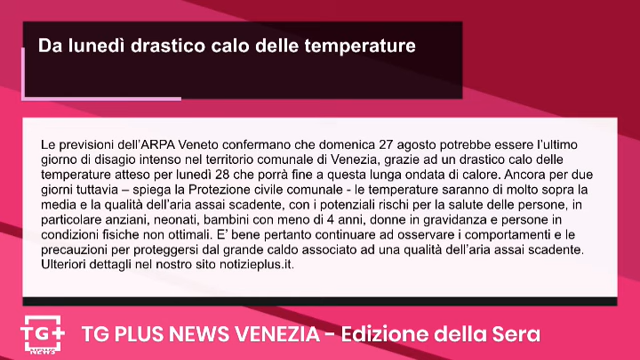 Da lunedì drastico calo delle temperature
Le previsioni dell'ARPA Veneto confermano che domenica 27 agosto potrebbe essere l'ultimo
giorno di disagio intenso nel territorio comunale di Venezia, grazie ad un drastico calo delle
temperature atteso per lunedì 28 che porrà fine a questa lunga ondata di calore. Ancora per due
giorni tuttavia – spiega la Protezione civile comunale - le temperature saranno di molto sopra la
media e la qualità dell'aria assai scadente, con i potenziali rischi per la salute delle persone, in
particolare anziani, neonati, bambini con meno di 4 anni, donne in gravidanza e persone in
condizioni fisiche non ottimali. E' bene pertanto continuare ad osservare i comportamenti e le
precauzioni per proteggersi dal grande caldo associato ad una qualità dell'aria assai scadente.
Ulteriori dettagli nel nostro sito notizieplus.it.
TG+
NEWS
TG PLUS NEWS VENEZIA - Edizione della Sera